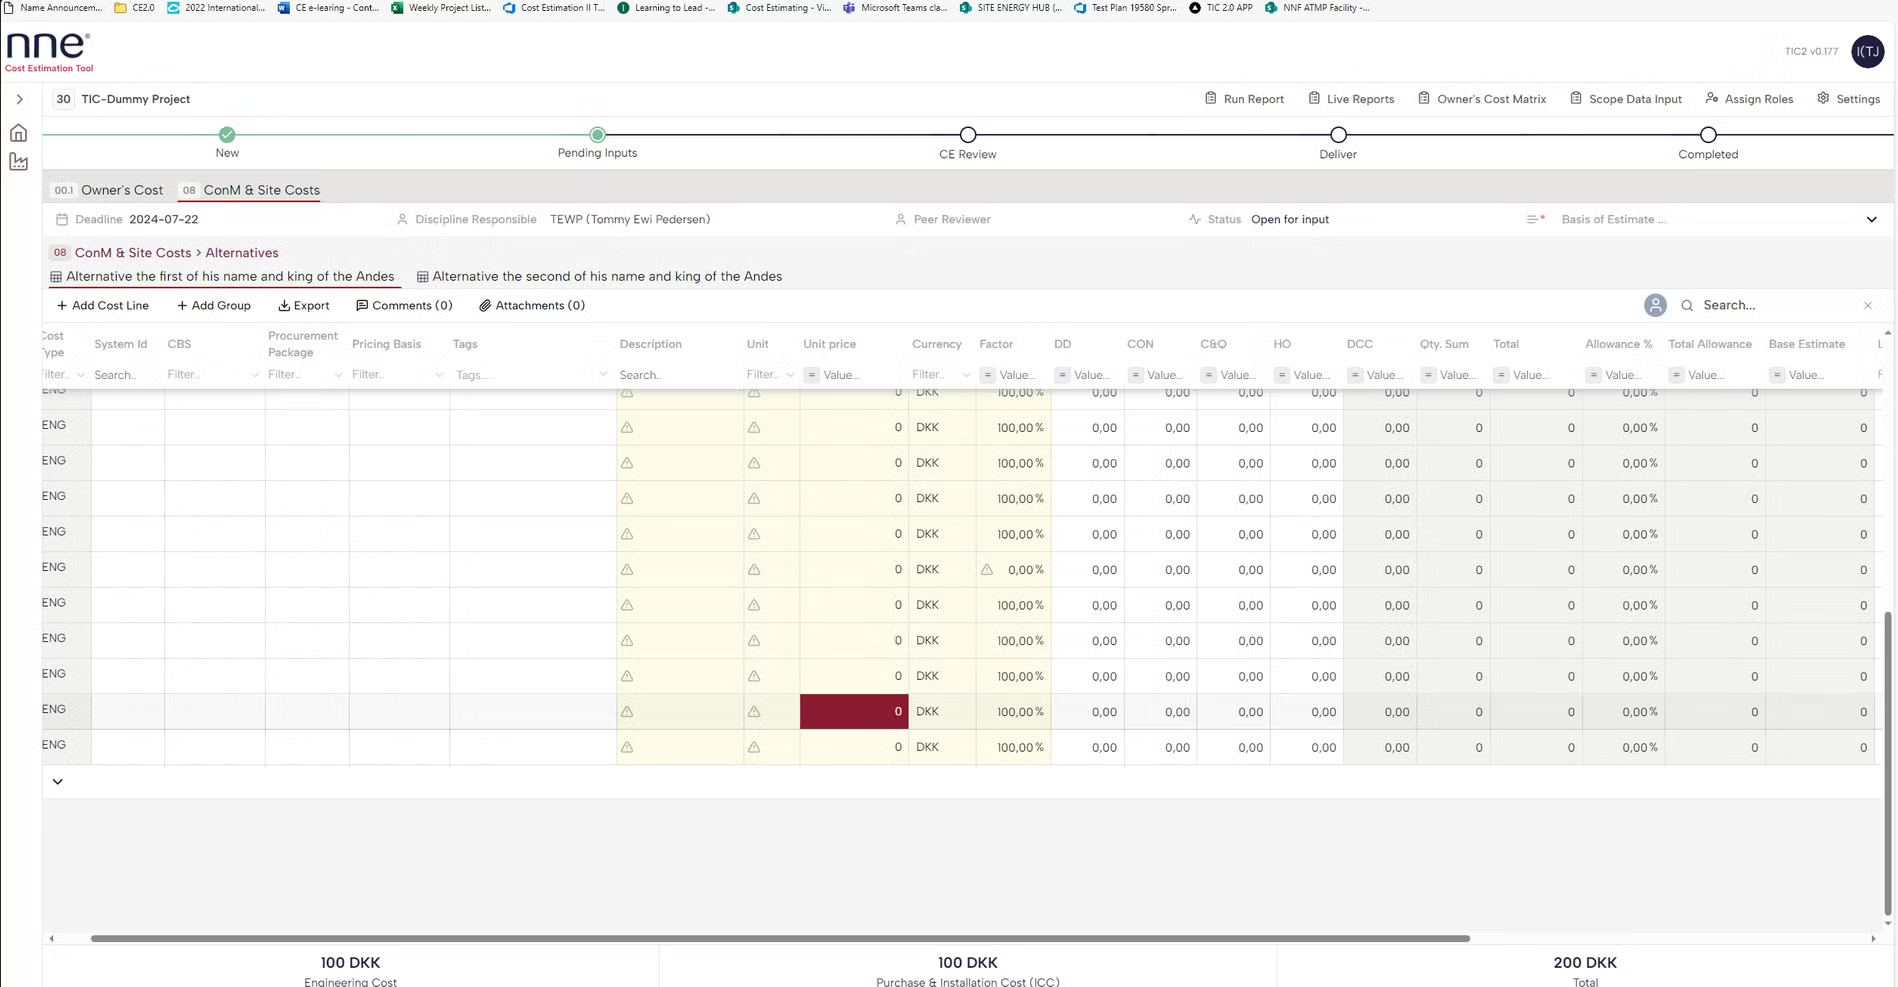 Name Announcem... CE2.0 2022 International... CE e-learing - Cont... Weekly Project List... Cost Estimation II T... Learning to Lead -... Cost Estimating - Vi... Microsoft Teams cla... SITE ENERGY HUB (... Test Plan 19580 Spr... TIC 2.0 APP NNF ATMP Facility -...
nne®
Cost Estimation Tool
TIC2 v0.177 I(TJ
30 TIC-Dummy Project Run Report Live Reports Owner's Cost Matrix Scope Data Input Assign Roles Settings
New Pending Inputs CE Review Deliver Completed
00.1 Owner's Cost 08 ConM & Site Costs
Deadline 2024-07-22 Discipline Responsible TEWP (Tommy Ewi Pedersen) Peer Reviewer Status Open for input * Basis of Estimate ...
08 ConM & Site Costs > Alternatives
Alternative the first of his name and king of the Andes Alternative the second of his name and king of the Andes
+ Add Cost Line + Add Group Export Comments (0) Attachments (0) Search...
Cost Type System Id CBS Procurement Package Pricing Basis Tags Description Unit Unit price Currency Factor DD CON C&Q HO DCC Qty. Sum Total Allowance % Total Allowance Base Estimate L
Filter.. Search.. Filter.. Filter.. Filter.. Tags... Search.. Filter.. = Value... Filter.. = Value... = Value... = Value... = Value... = Value... = Value... = Value... = Value... = Value... = Value... = Value... F
ENG 0 DKK 100,00 % 0,00 0,00 0,00 0,00 0,00 0 0 0,00 % 0 0
ENG 0 DKK 100,00 % 0,00 0,00 0,00 0,00 0,00 0 0 0,00 % 0 0
ENG 0 DKK 100,00 % 0,00 0,00 0,00 0,00 0,00 0 0 0,00 % 0 0
ENG 0 DKK 100,00 % 0,00 0,00 0,00 0,00 0,00 0 0 0,00 % 0 0
ENG 0 DKK 100,00 % 0,00 0,00 0,00 0,00 0,00 0 0 0,00 % 0 0
ENG 0 DKK 0,00 % 0,00 0,00 0,00 0,00 0,00 0 0 0,00 % 0 0
ENG 0 DKK 100,00 % 0,00 0,00 0,00 0,00 0,00 0 0 0,00 % 0 0
ENG 0 DKK 100,00 % 0,00 0,00 0,00 0,00 0,00 0 0 0,00 % 0 0
ENG 0 DKK 100,00 % 0,00 0,00 0,00 0,00 0,00 0 0 0,00 % 0 0
ENG 0 DKK 100,00 % 0,00 0,00 0,00 0,00 0,00 0 0 0,00 % 0 0
ENG 0 DKK 100,00 % 0,00 0,00 0,00 0,00 0,00 0 0 0,00 % 0 0
100 DKK 100 DKK 200 DKK
Engineering Cost Purchase & Installation Cost (ICC) Total